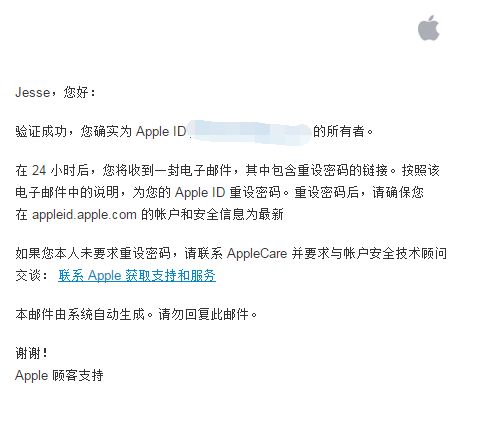 Jesse，您好：
验证成功，您确实为 Apple ID 的所有者。
在 24 小时后，您将收到一封电子邮件，其中包含重设密码的链接。按照该
电子邮件中的说明，为您的 Apple ID 重设密码。重设密码后，请确保您
在 appleid.apple.com 的帐户和安全信息为最新
如果您本人未要求重设密码，请联系 AppleCare 并要求与帐户安全技术顾问
交谈： 联系 Apple 获取支持和服务
本邮件由系统自动生成。请勿回复此邮件。
谢谢！
Apple 顾客支持